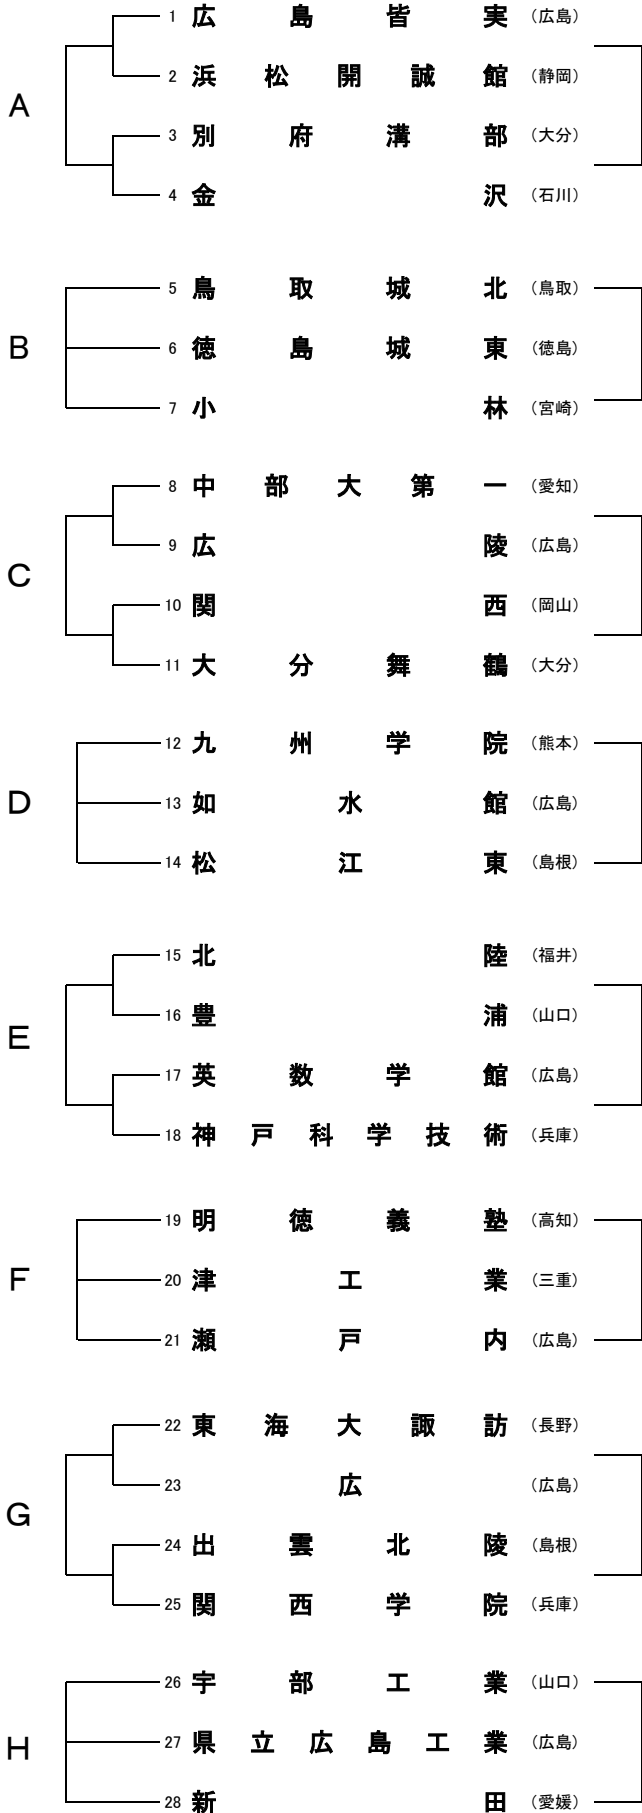 1 広島皆実 (広島)
2 浜松開誠館 (静岡)
A
3 別府溝部 (大分)
4 金沢 (石川)
5 鳥取城北 (鳥取)
B
6 徳島城東 (徳島)
7 小林 (宮崎)
8 中部大第一 (愛知)
9 広陵 (広島)
C
10 関西 (岡山)
11 大分舞鶴 (大分)
12 九州学院 (熊本)
D
13 如水館 (広島)
14 松江東 (島根)
15 北陸 (福井)
16 豊浦 (山口)
E
17 英数学館 (広島)
18 神戸科学技術 (兵庫)
19 明徳義塾 (高知)
F
20 津工業 (三重)
21 瀬戸内 (広島)
22 東海大諏訪 (長野)
23 広 (広島)
G
24 出雲北陵 (島根)
25 関西学院 (兵庫)
26 宇部工業 (山口)
H
27 県立広島工業 (広島)
28 新田 (愛媛)